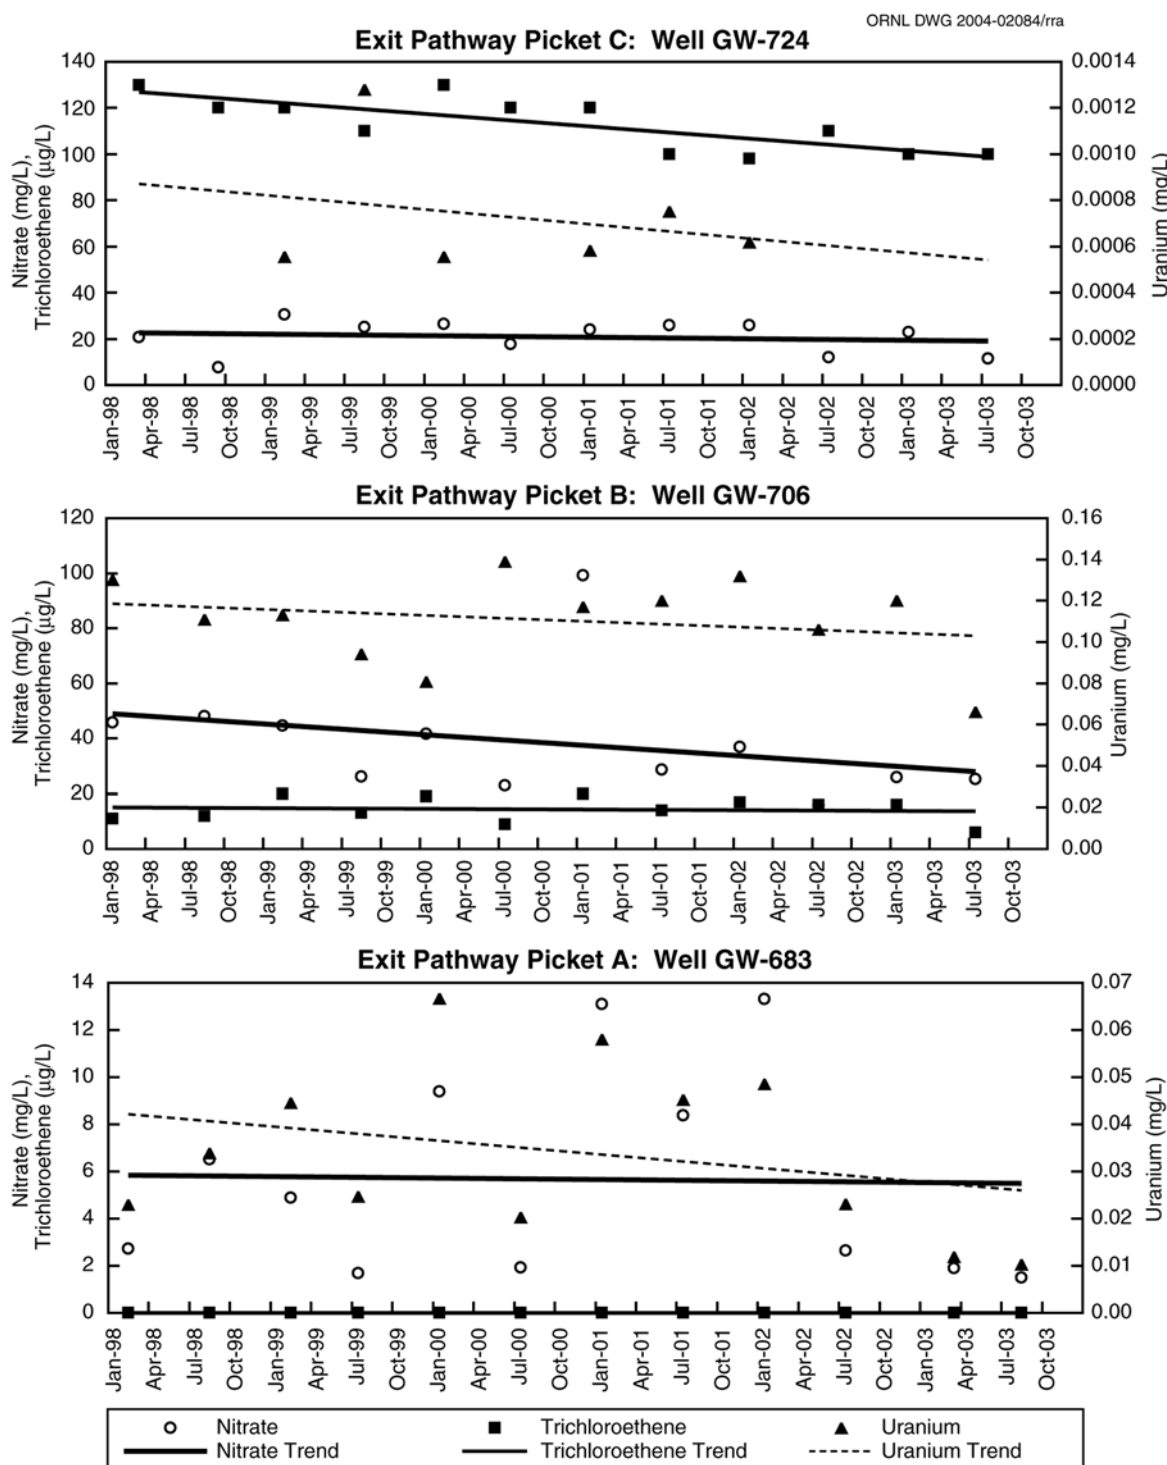 ORNL DWG 2004-02084/rra
Exit Pathway Picket C: Well GW-724
Nitrate (mg/L),
Trichloroethene (µg/L)
140
120
100
80
60
40
20
0
0.0014
0.0012
0.0010
0.0008
0.0006
0.0004
0.0002
0.0000
Uranium (mg/L)
Jan-98 Apr-98 Jul-98 Oct-98 Jan-99 Apr-99 Jul-99 Oct-99 Jan-00 Apr-00 Jul-00 Oct-00 Jan-01 Apr-01 Jul-01 Oct-01 Jan-02 Apr-02 Jul-02 Oct-02 Jan-03 Apr-03 Jul-03 Oct-03
Exit Pathway Picket B: Well GW-706
Nitrate (mg/L),
Trichloroethene (µg/L)
120
100
80
60
40
20
0
0.16
0.14
0.12
0.10
0.08
0.06
0.04
0.02
0.00
Uranium (mg/L)
Jan-98 Apr-98 Jul-98 Oct-98 Jan-99 Apr-99 Jul-99 Oct-99 Jan-00 Apr-00 Jul-00 Oct-00 Jan-01 Apr-01 Jul-01 Oct-01 Jan-02 Apr-02 Jul-02 Oct-02 Jan-03 Apr-03 Jul-03 Oct-03
Exit Pathway Picket A: Well GW-683
Nitrate (mg/L),
Trichloroethene (µg/L)
14
12
10
8
6
4
2
0
0.07
0.06
0.05
0.04
0.03
0.02
0.01
0.00
Uranium (mg/L)
Jan-98 Apr-98 Jul-98 Oct-98 Jan-99 Apr-99 Jul-99 Oct-99 Jan-00 Apr-00 Jul-00 Oct-00 Jan-01 Apr-01 Jul-01 Oct-01 Jan-02 Apr-02 Jul-02 Oct-02 Jan-03 Apr-03 Jul-03 Oct-03
Nitrate Trichloroethene Uranium
Nitrate Trend Trichloroethene Trend Uranium Trend